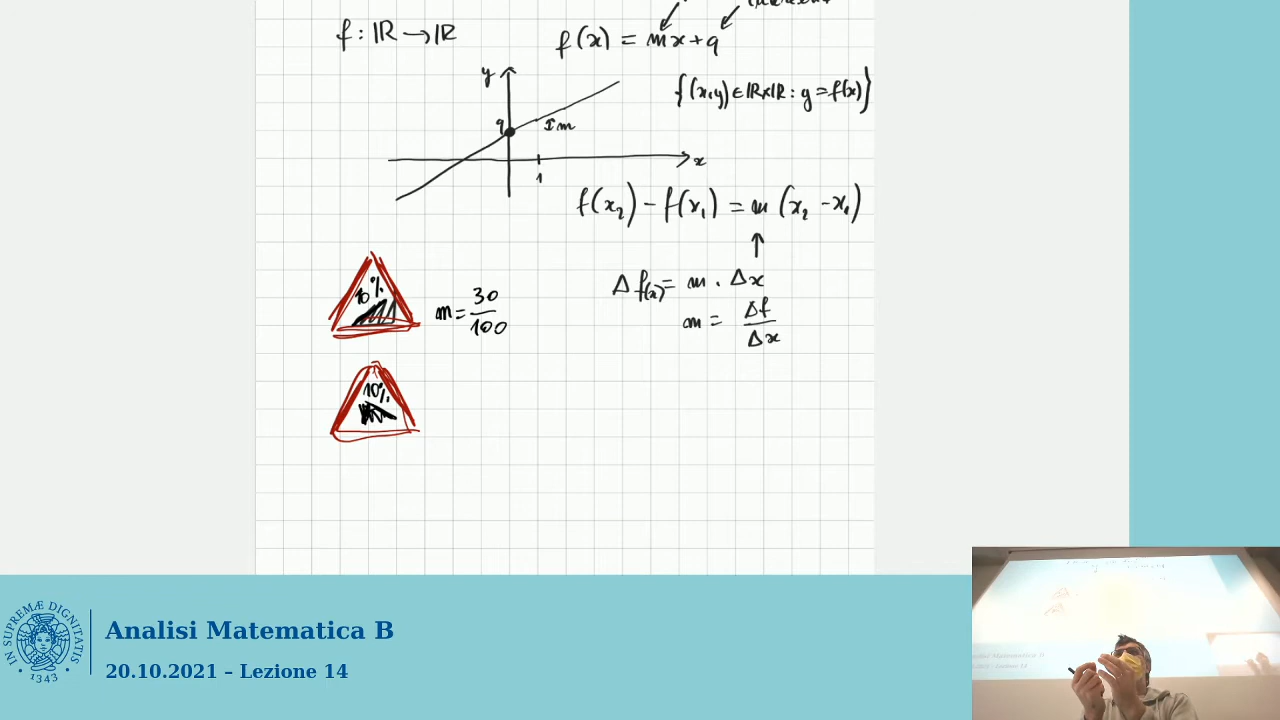 f : ℝ → ℝ
f(x) = mx + q
y
{(x,y) ∈ ℝ×ℝ : y = f(x)}
q
m
x
1
f(x₂) - f(x₁) = m (x₂ - x₁)
↑
10%
m = 30/100
Δf(x) = m · Δx
m = Δf/Δx
10%
IN SUPREMÆ DIGNITATIS
1343
Analisi Matematica B
20.10.2021 – Lezione 14